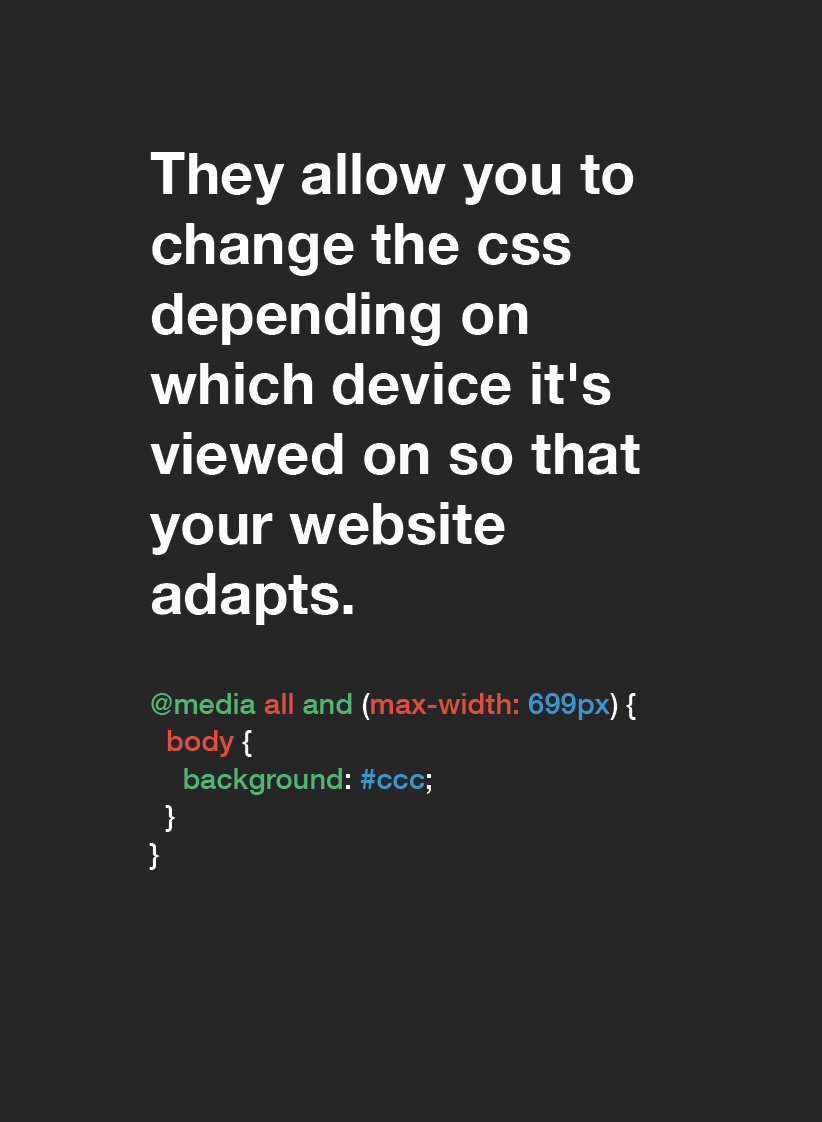 They allow you to
change the css
depending on
which device it's
viewed on so that
your website
adapts.
@media all and (max-width: 699px) {
body {
background: #ccc;
}
}